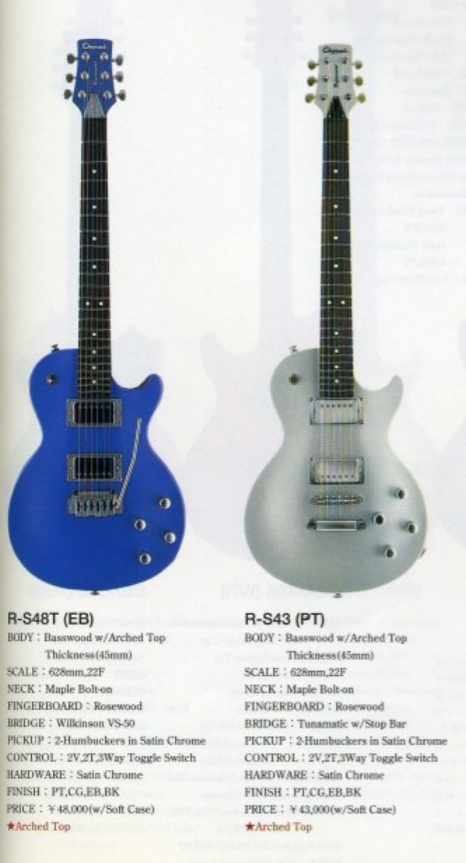 Charvel
Charvel
R-S48T (EB)
BODY : Basswood w/Arched Top
Thickness(45mm)
SCALE : 628mm,22F
NECK : Maple Bolt-on
FINGERBOARD : Rosewood
BRIDGE : Wilkinson VS-50
PICKUP : 2-Humbuckers in Satin Chrome
CONTROL : 2V,2T,3Way Toggle Switch
HARDWARE : Satin Chrome
FINISH : PT,CG,EB,BK
PRICE : ¥48,000(w/Soft Case)
★Arched Top
R-S43 (PT)
BODY : Basswood w/Arched Top
Thickness(45mm)
SCALE : 628mm,22F
NECK : Maple Bolt-on
FINGERBOARD : Rosewood
BRIDGE : Tunamatic w/Stop Bar
PICKUP : 2-Humbuckers in Satin Chrome
CONTROL : 2V,2T,3Way Toggle Switch
HARDWARE : Satin Chrome
FINISH : PT,CG,EB,BK
PRICE : ¥43,000(w/Soft Case)
★Arched Top